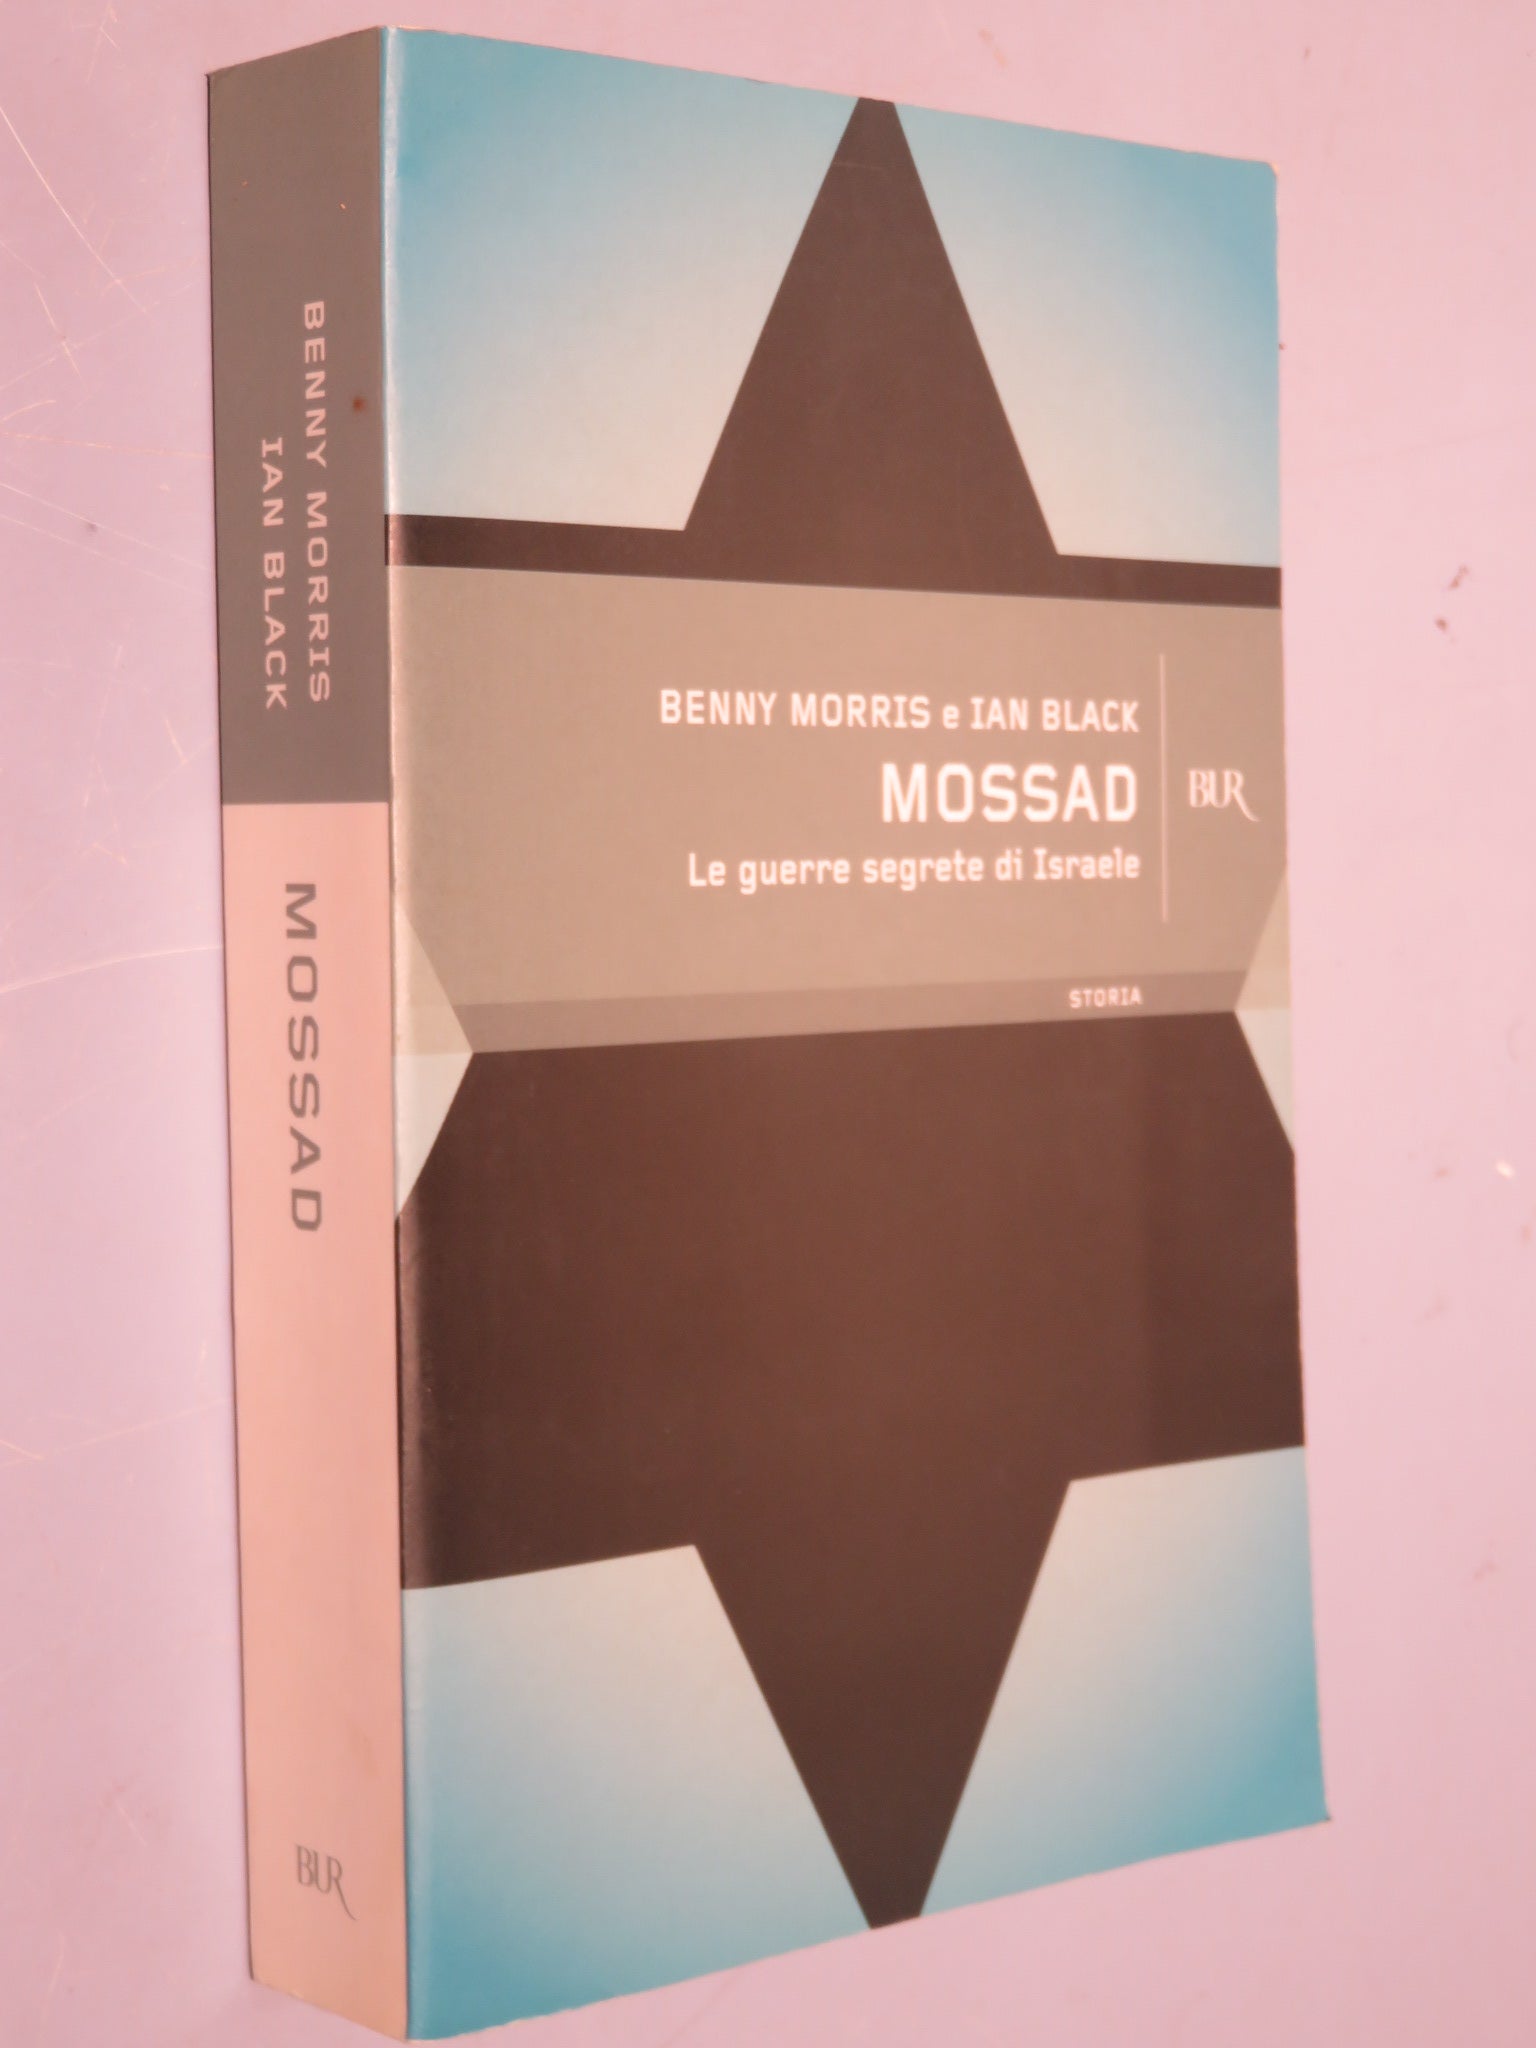 BENNY MORRIS
IAN BLACK
MOSSAD
BUR
BENNY MORRIS e IAN BLACK
MOSSAD
Le guerre segrete di Israele
BUR
STORIA